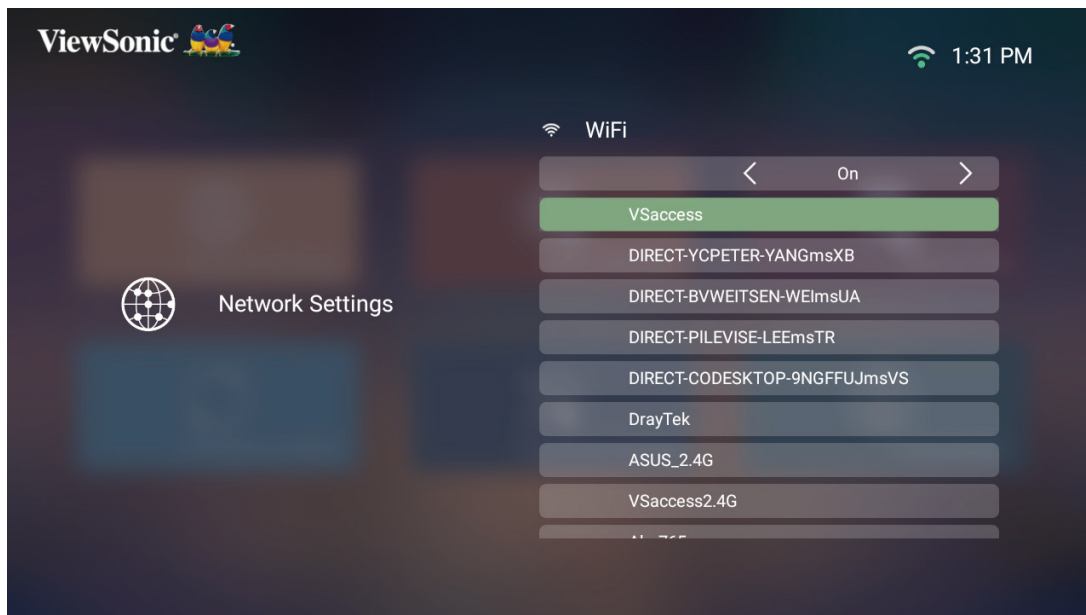 ViewSonic
1:31 PM
WiFi
On
VSaccess
DIRECT-YCPETER-YANGmsXB
DIRECT-BVWEITSEN-WEImsUA
Network Settings
DIRECT-PILEVISE-LEEmsTR
DIRECT-CODESKTOP-9NGFFUJmsVS
DrayTek
ASUS_2.4G
VSaccess2.4G